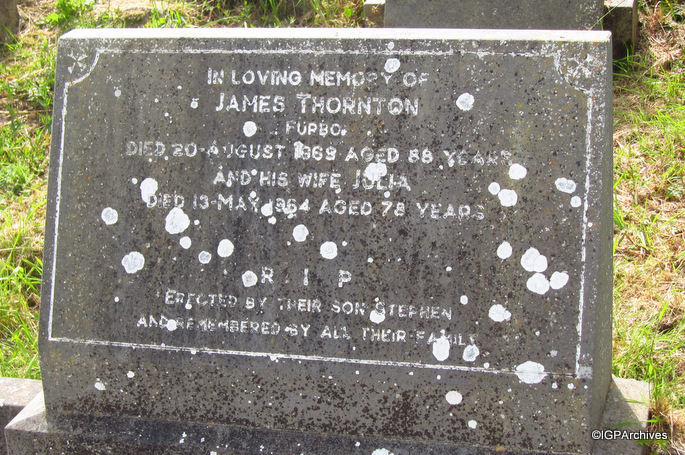 IN LOVING MEMORY OF
JAMES THORNTON
FURBO.
DIED 20-AUGUST 1969 AGED 88 YEARS
AND HIS WIFE JULIA
DIED 13-MAY 1964 AGED 78 YEARS
R I P
ERECTED BY THEIR SON STEPHEN
AND REMEMBERED BY ALL THEIR FAMILY
©IGPArchives